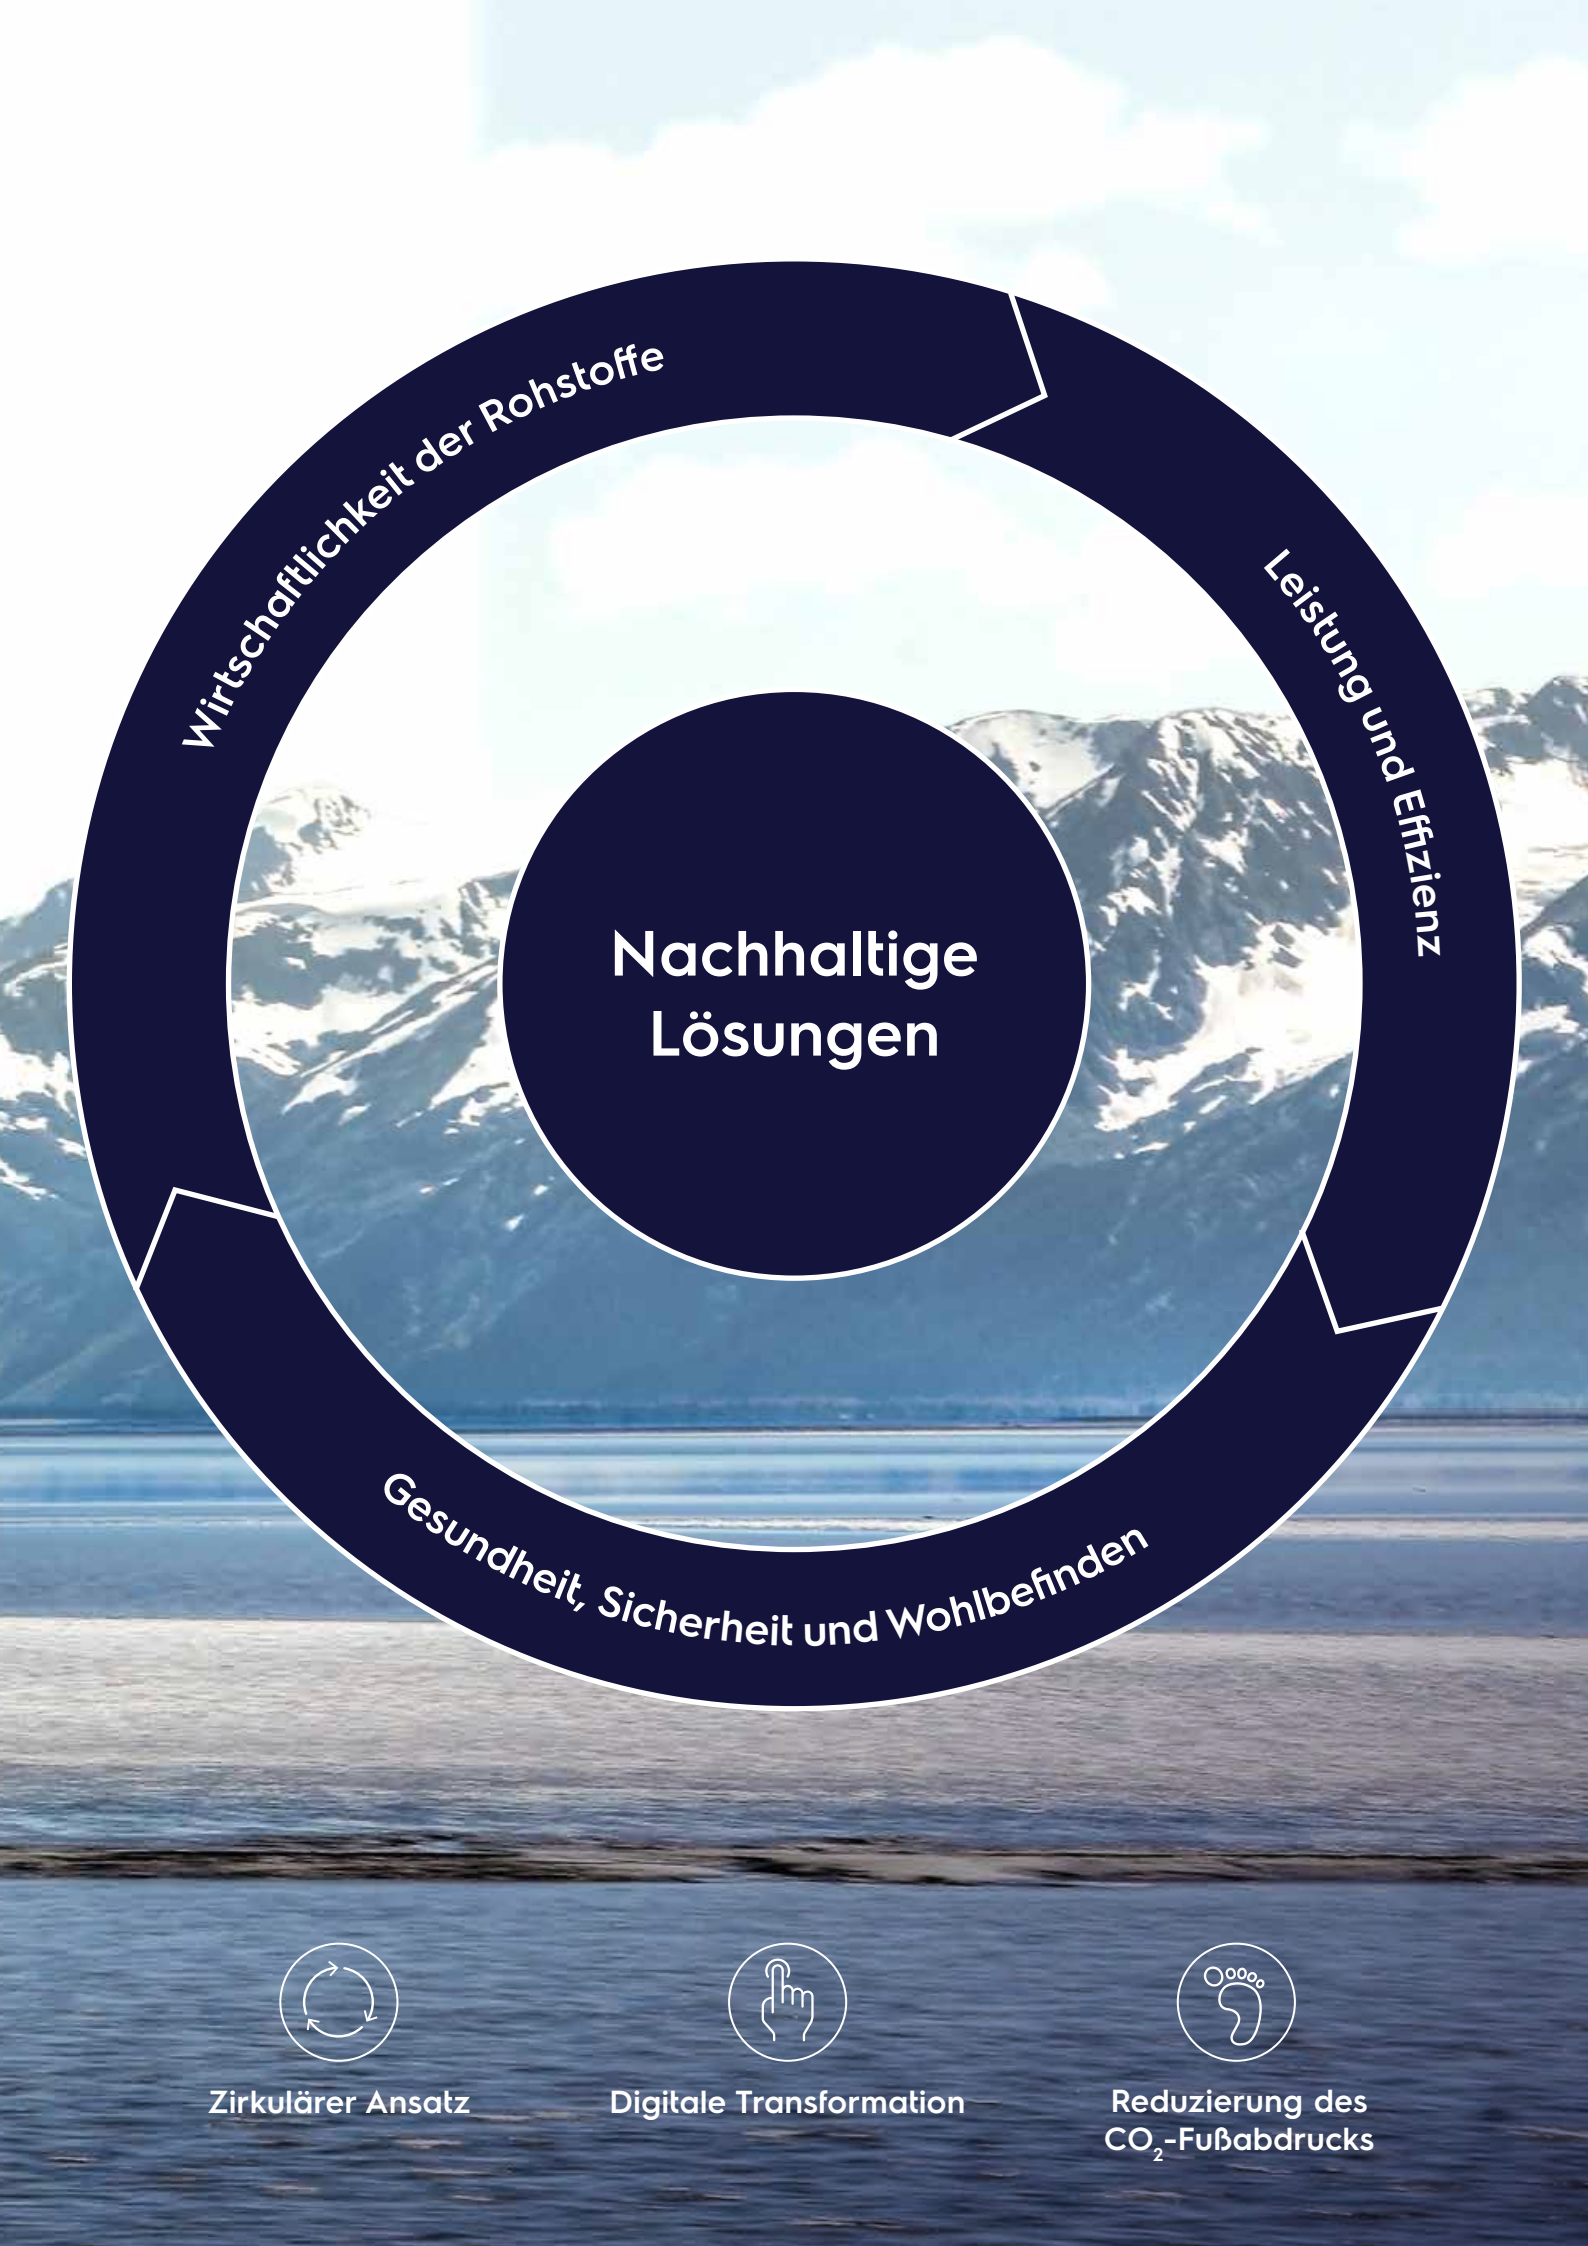 Wirtschaftlichkeit der Rohstoffe
Leistung und Effizienz
Nachhaltige
Lösungen
Gesundheit, Sicherheit und Wohlbefinden
Zirkulärer Ansatz
Digitale Transformation
Reduzierung des
CO₂-Fußabdrucks